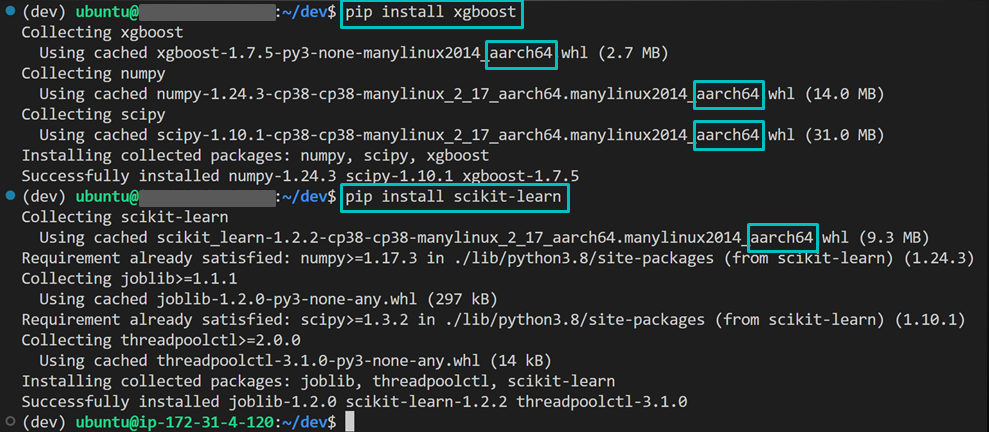 (dev) ubuntu@:~/dev$ pip install xgboost
Collecting xgboost
Using cached xgboost-1.7.5-py3-none-manylinux2014_aarch64 whl (2.7 MB)
Collecting numpy
Using cached numpy-1.24.3-cp38-cp38-manylinux_2_17_aarch64.manylinux2014_aarch64 whl (14.0 MB)
Collecting scipy
Using cached scipy-1.10.1-cp38-cp38-manylinux_2_17_aarch64.manylinux2014_aarch64 whl (31.0 MB)
Installing collected packages: numpy, scipy, xgboost
Successfully installed numpy-1.24.3 scipy-1.10.1 xgboost-1.7.5
(dev) ubuntu@:~/dev$ pip install scikit-learn
Collecting scikit-learn
Using cached scikit_learn-1.2.2-cp38-cp38-manylinux_2_17_aarch64.manylinux2014_aarch64 whl (9.3 MB)
Requirement already satisfied: numpy>=1.17.3 in ./lib/python3.8/site-packages (from scikit-learn) (1.24.3)
Collecting joblib>=1.1.1
Using cached joblib-1.2.0-py3-none-any.whl (297 kB)
Requirement already satisfied: scipy>=1.3.2 in ./lib/python3.8/site-packages (from scikit-learn) (1.10.1)
Collecting threadpoolctl>=2.0.0
Using cached threadpoolctl-3.1.0-py3-none-any.whl (14 kB)
Installing collected packages: joblib, threadpoolctl, scikit-learn
Successfully installed joblib-1.2.0 scikit-learn-1.2.2 threadpoolctl-3.1.0
(dev) ubuntu@ip-172-31-4-120:~/dev$